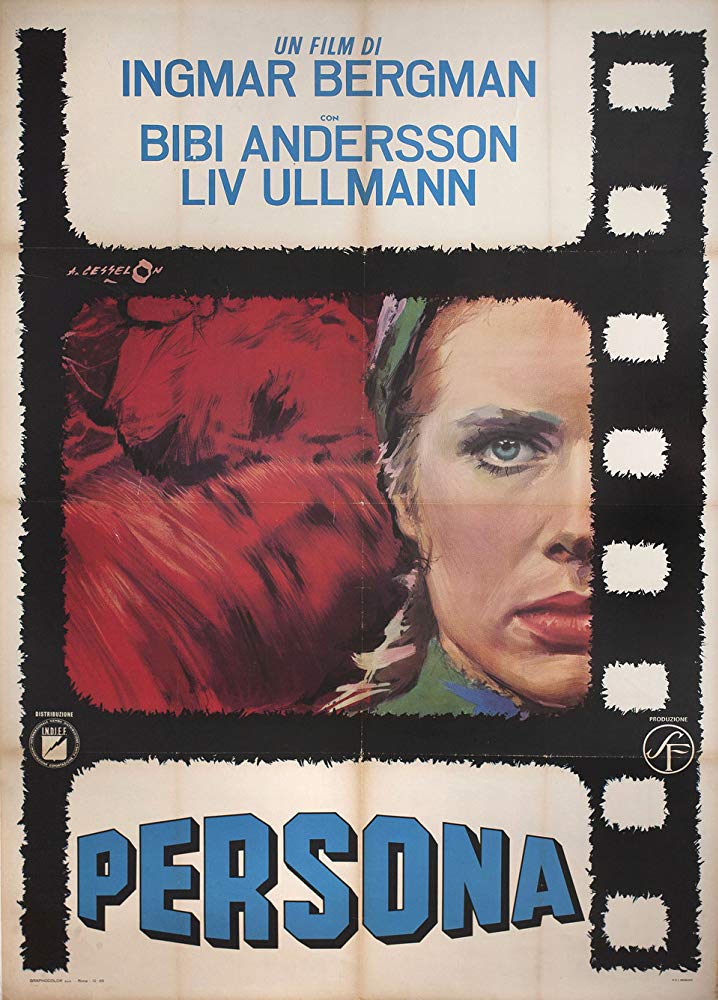 UN FILM DI
INGMAR BERGMAN
CON
BIBI ANDERSSON
LIV ULLMANN
A. CESSELON
DISTRIBUZIONE
I.N.D.I.E.F.
PRODUZIONE
SF
PERSONA